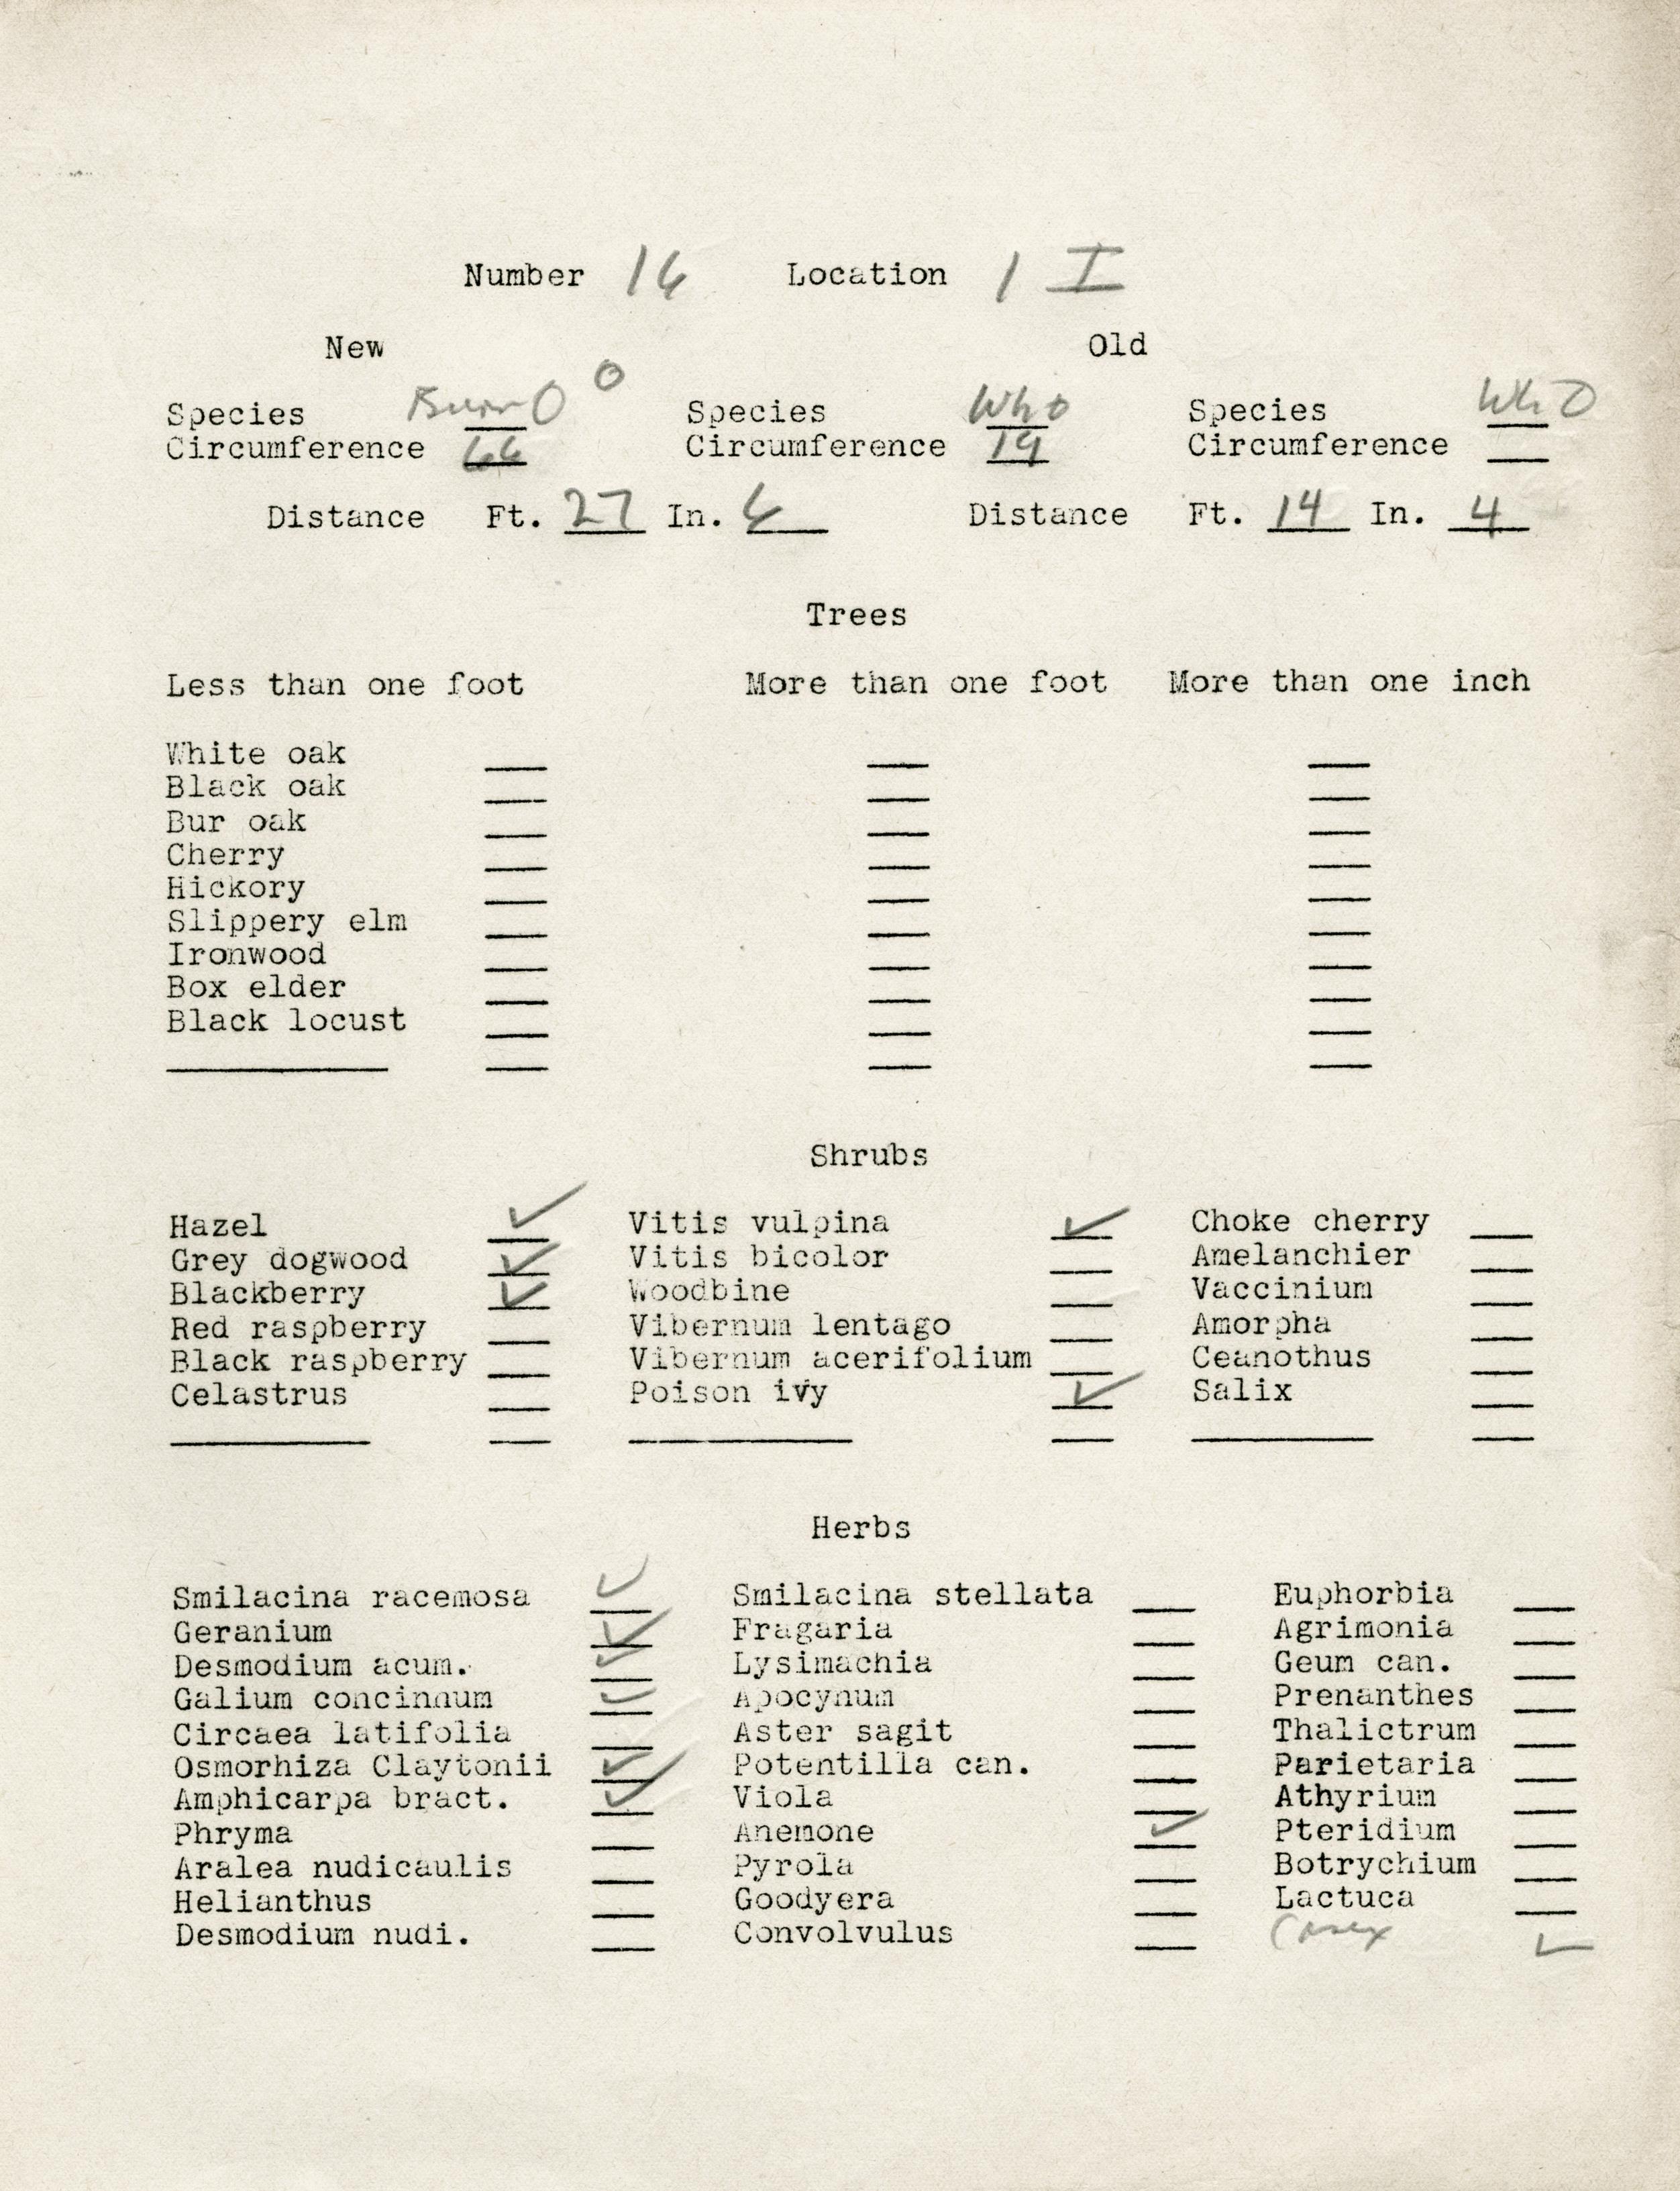 Number 16 Location 1 I
New Old
Species Burr O O Species Wh O Species Wh O
Circumference 66 Circumference 19 Circumference
Distance Ft. 27 In. 6 Distance Ft. 14 In. 4
Trees
Less than one foot More than one foot More than one inch
White oak
Black oak
Bur oak
Cherry
Hickory
Slippery elm
Ironwood
Box elder
Black locust
Shrubs
Hazel ✓ Vitis vulpina ✓ Choke cherry
Grey dogwood ✓ Vitis bicolor Amelanchier
Blackberry ✓ Woodbine Vaccinium
Red raspberry Vibernum lentago Amorpha
Black raspberry Vibernum acerifolium Ceanothus
Celastrus Poison ivy ✓ Salix
Herbs
Smilacina racemosa ✓ Smilacina stellata Euphorbia
Geranium ✓ Fragaria Agrimonia
Desmodium acum. ✓ Lysimachia Geum can.
Galium concinnum ✓ Apocynum Prenanthes
Circaea latifolia Aster sagit Thalictrum
Osmorhiza Claytonii ✓ Potentilla can. Parietaria
Amphicarpa bract. ✓ Viola Athyrium
Phryma Anemone ✓ Pteridium
Aralea nudicaulis Pyrola Botrychium
Helianthus Goodyera Lactuca
Desmodium nudi. Convolvulus Carex ✓